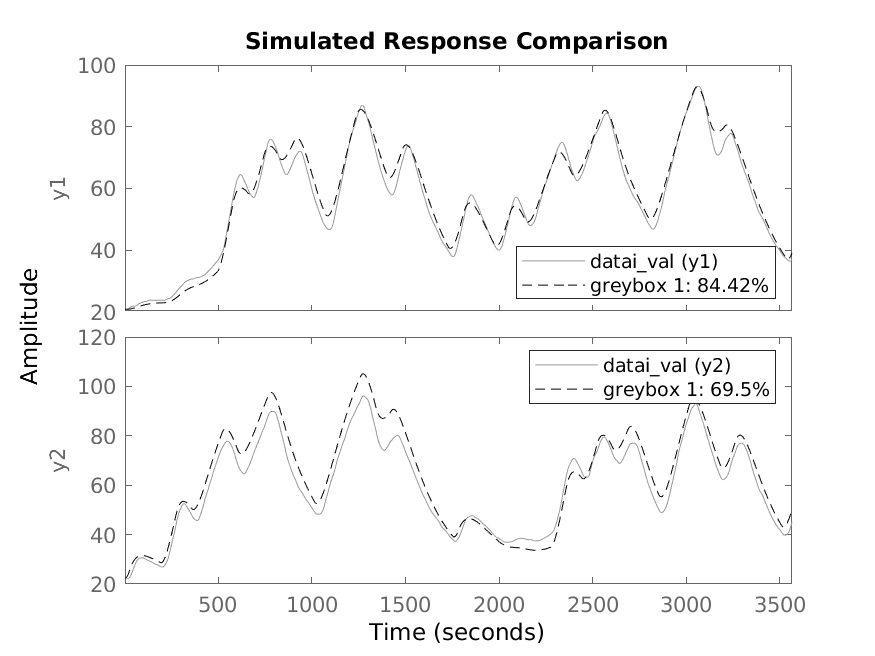 Simulated Response Comparison
100
80
60
40
20
y1
datai_val (y1)
greybox 1: 84.42%
Amplitude
120
100
80
60
40
20
y2
datai_val (y2)
greybox 1: 69.5%
500 1000 1500 2000 2500 3000 3500
Time (seconds)